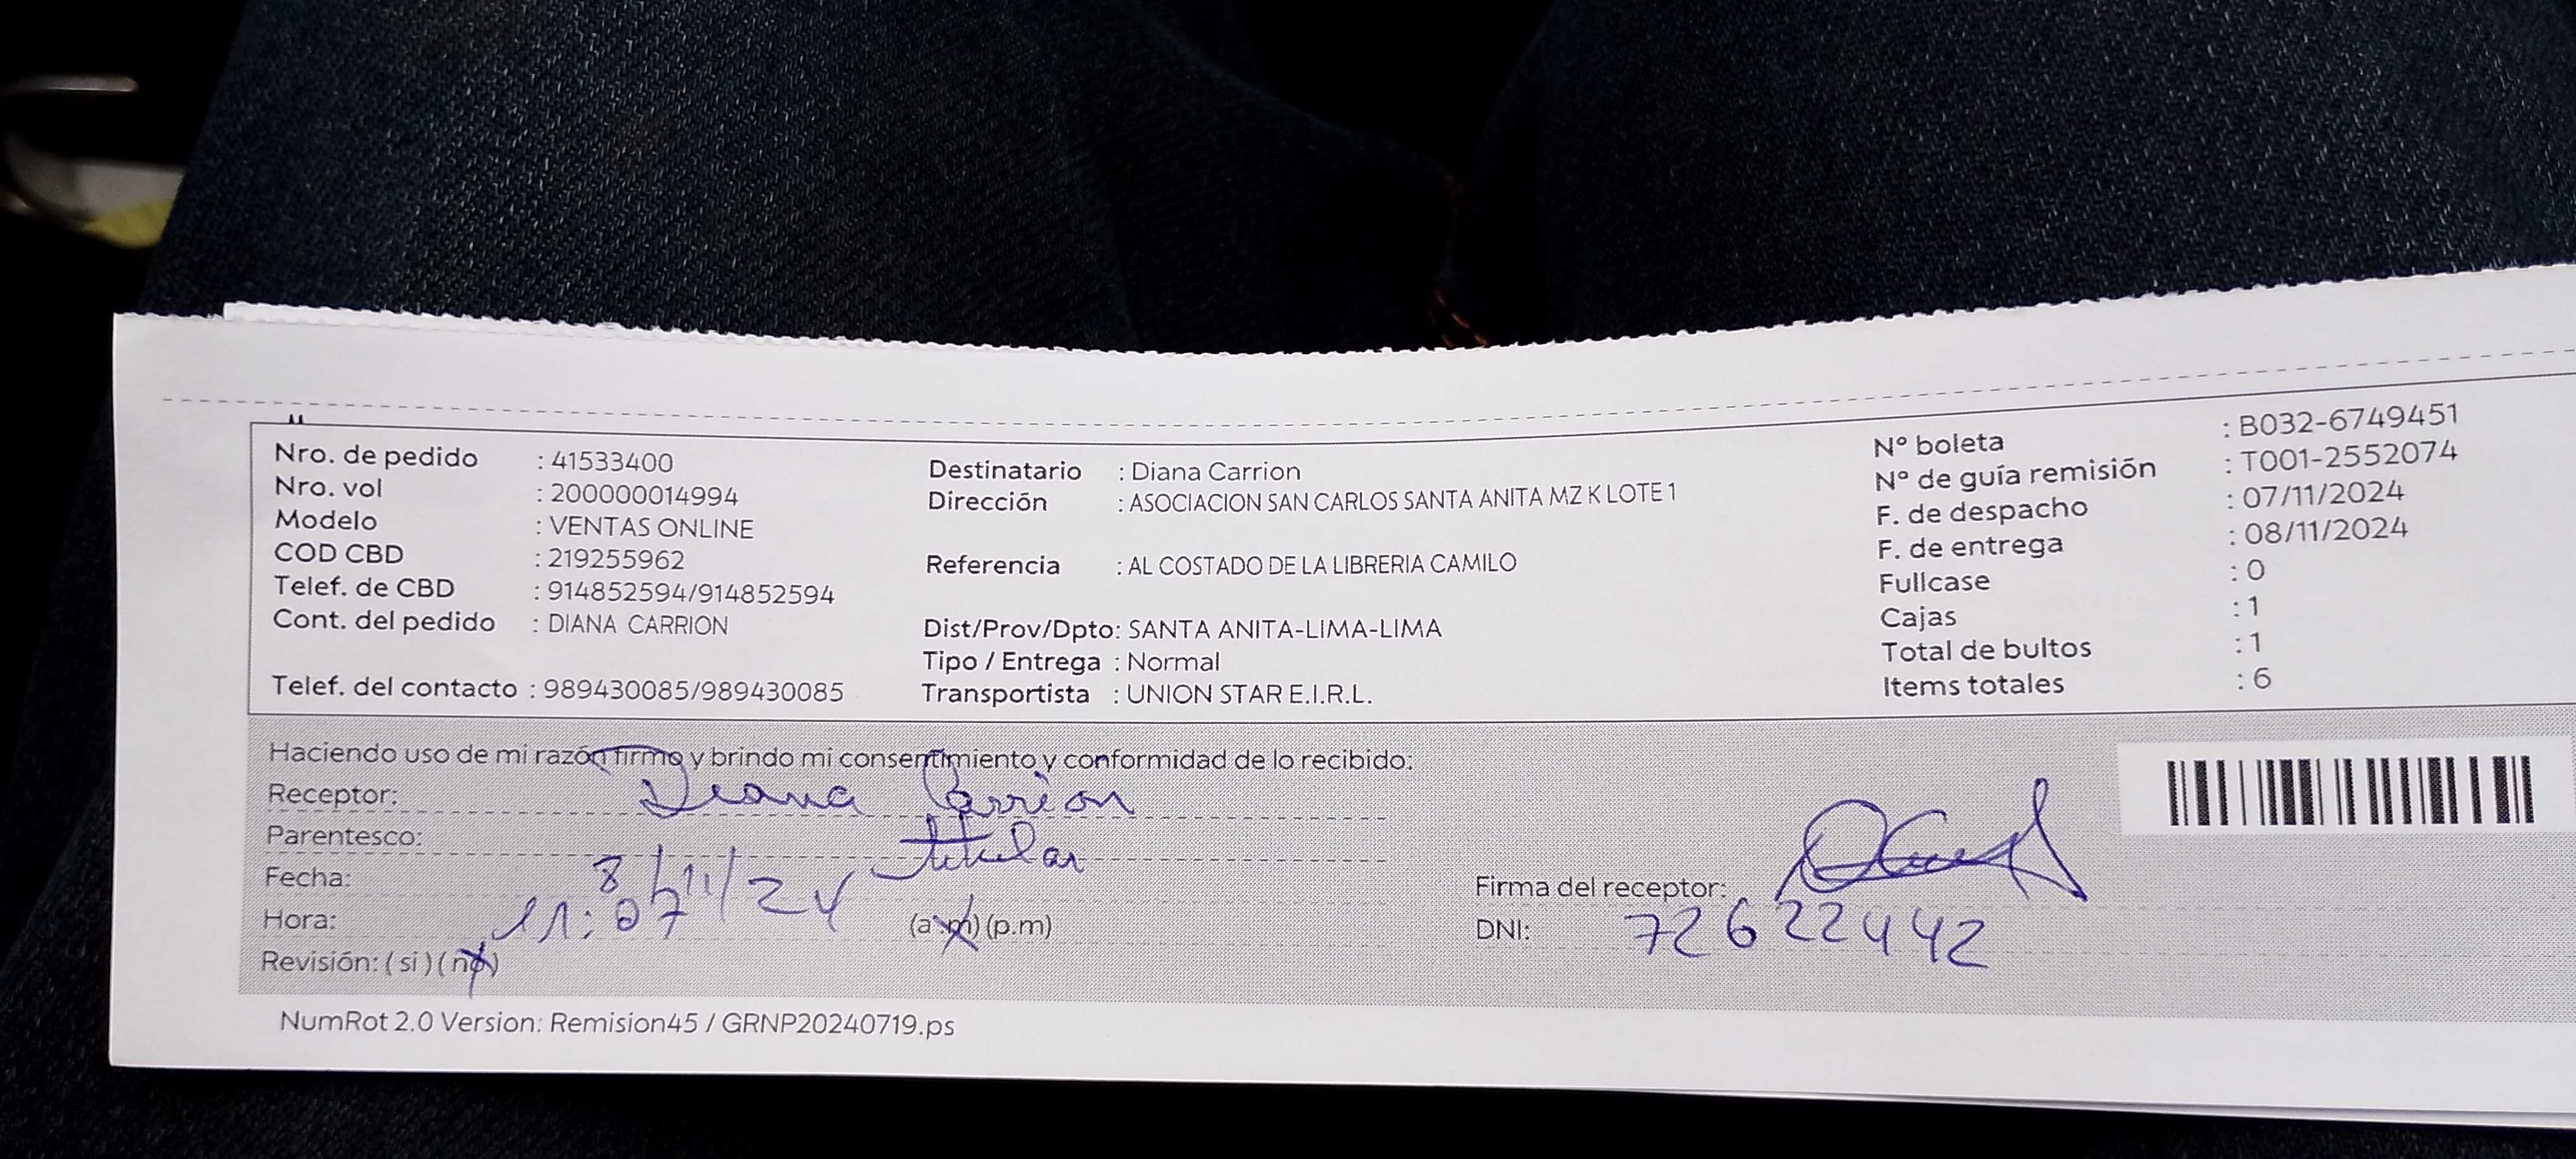 Nro. de pedido : 41533400
Nro. vol : 200000014994
Modelo : VENTAS ONLINE
COD CBD : 219255962
Telef. de CBD : 914852594/914852594
Cont. del pedido : DIANA CARRION
Telef. del contacto : 989430085/989430085
Destinatario : Diana Carrion
Dirección : ASOCIACION SAN CARLOS SANTA ANITA MZ K LOTE 1
Referencia : AL COSTADO DE LA LIBRERIA CAMILO
Dist/Prov/Dpto: SANTA ANITA-LIMA-LIMA
Tipo / Entrega : Normal
Transportista : UNION STAR E.I.R.L.
N° boleta : B032-6749451
N° de guía remisión : T001-2552074
F. de despacho : 07/11/2024
F. de entrega : 08/11/2024
Fullcase : 0
Cajas : 1
Total de bultos : 1
Items totales : 6
Haciendo uso de mi razón firmo y brindo mi consentimiento y conformidad de lo recibido:
Receptor: Diana Carrion
Parentesco: titular
Fecha: 8/11/24
Hora: 11:07 (a.m) (p.m)
Revisión: (si) (no)
Firma del receptor:
DNI: 72622442
NumRot 2.0 Version: Remision45 / GRNP20240719.ps